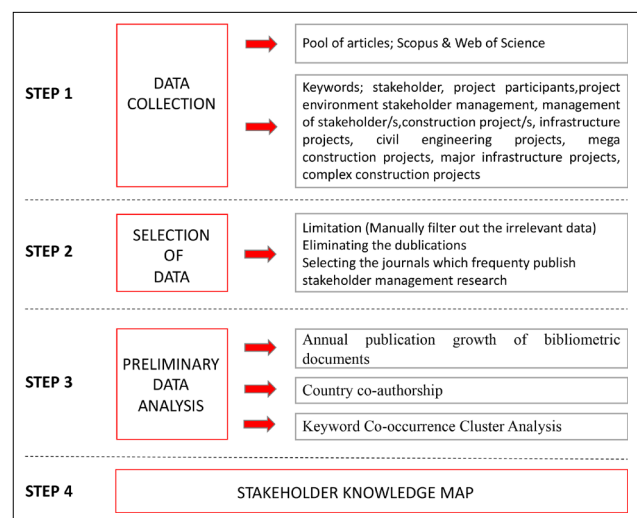 STEP 1
DATA
COLLECTION
Pool of articles; Scopus & Web of Science
Keywords; stakeholder, project participants,project
environment stakeholder management, management
of stakeholder/s,construction project/s, infrastructure
projects, civil engineering projects, mega
construction projects, major infrastructure projects,
complex construction projects
STEP 2
SELECTION
OF
DATA
Limitation (Manually filter out the irrelevant data)
Eliminating the dublications
Selecting the journals which frequenty publish
stakeholder management research
STEP 3
PRELIMINARY
DATA
ANALYSIS
Annual publication growth of bibliometric
documents
Country co-authorship
Keyword Co-occurrence Cluster Analysis
STEP 4
STAKEHOLDER KNOWLEDGE MAP